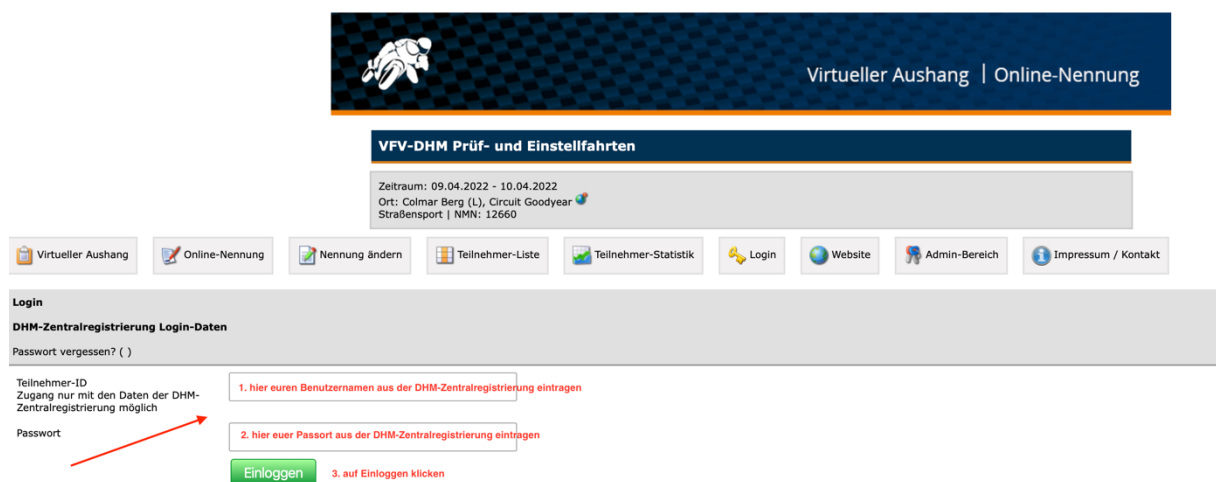 Virtueller Aushang | Online-Nennung
VFV-DHM Prüf- und Einstellfahrten
Zeitraum: 09.04.2022 - 10.04.2022
Ort: Colmar Berg (L), Circuit Goodyear
Straßensport | NMN: 12660
Virtueller Aushang Online-Nennung Nennung ändern Teilnehmer-Liste Teilnehmer-Statistik Login Website Admin-Bereich Impressum / Kontakt
Login
DHM-Zentralregistrierung Login-Daten
Passwort vergessen? ( )
Teilnehmer-ID
Zugang nur mit den Daten der DHM-
Zentralregistrierung möglich
1. hier euren Benutzernamen aus der DHM-Zentralregistrierung eintragen
Passwort
2. hier euer Passort aus der DHM-Zentralregistrierung eintragen
Einloggen
3. auf Einloggen klicken